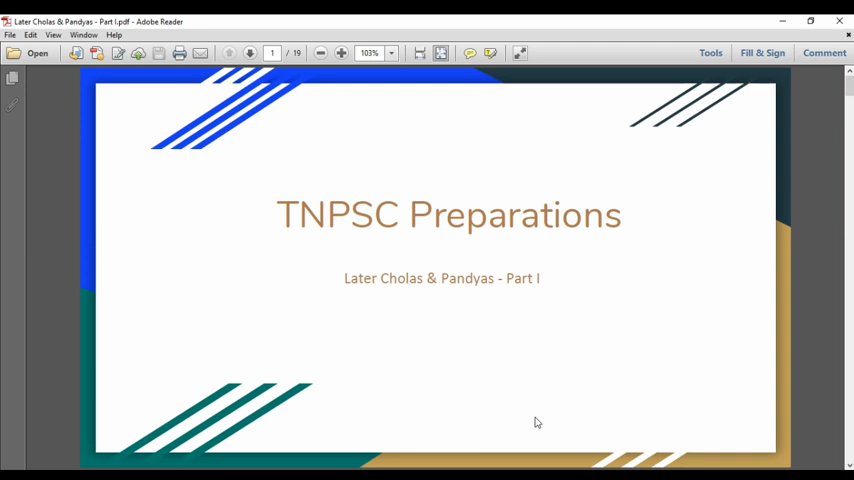 Later Cholas & Pandyas - Part I.pdf - Adobe Reader
File Edit View Window Help
Open 1 / 19 103% Tools Fill & Sign Comment
TNPSC Preparations
Later Cholas & Pandyas - Part I